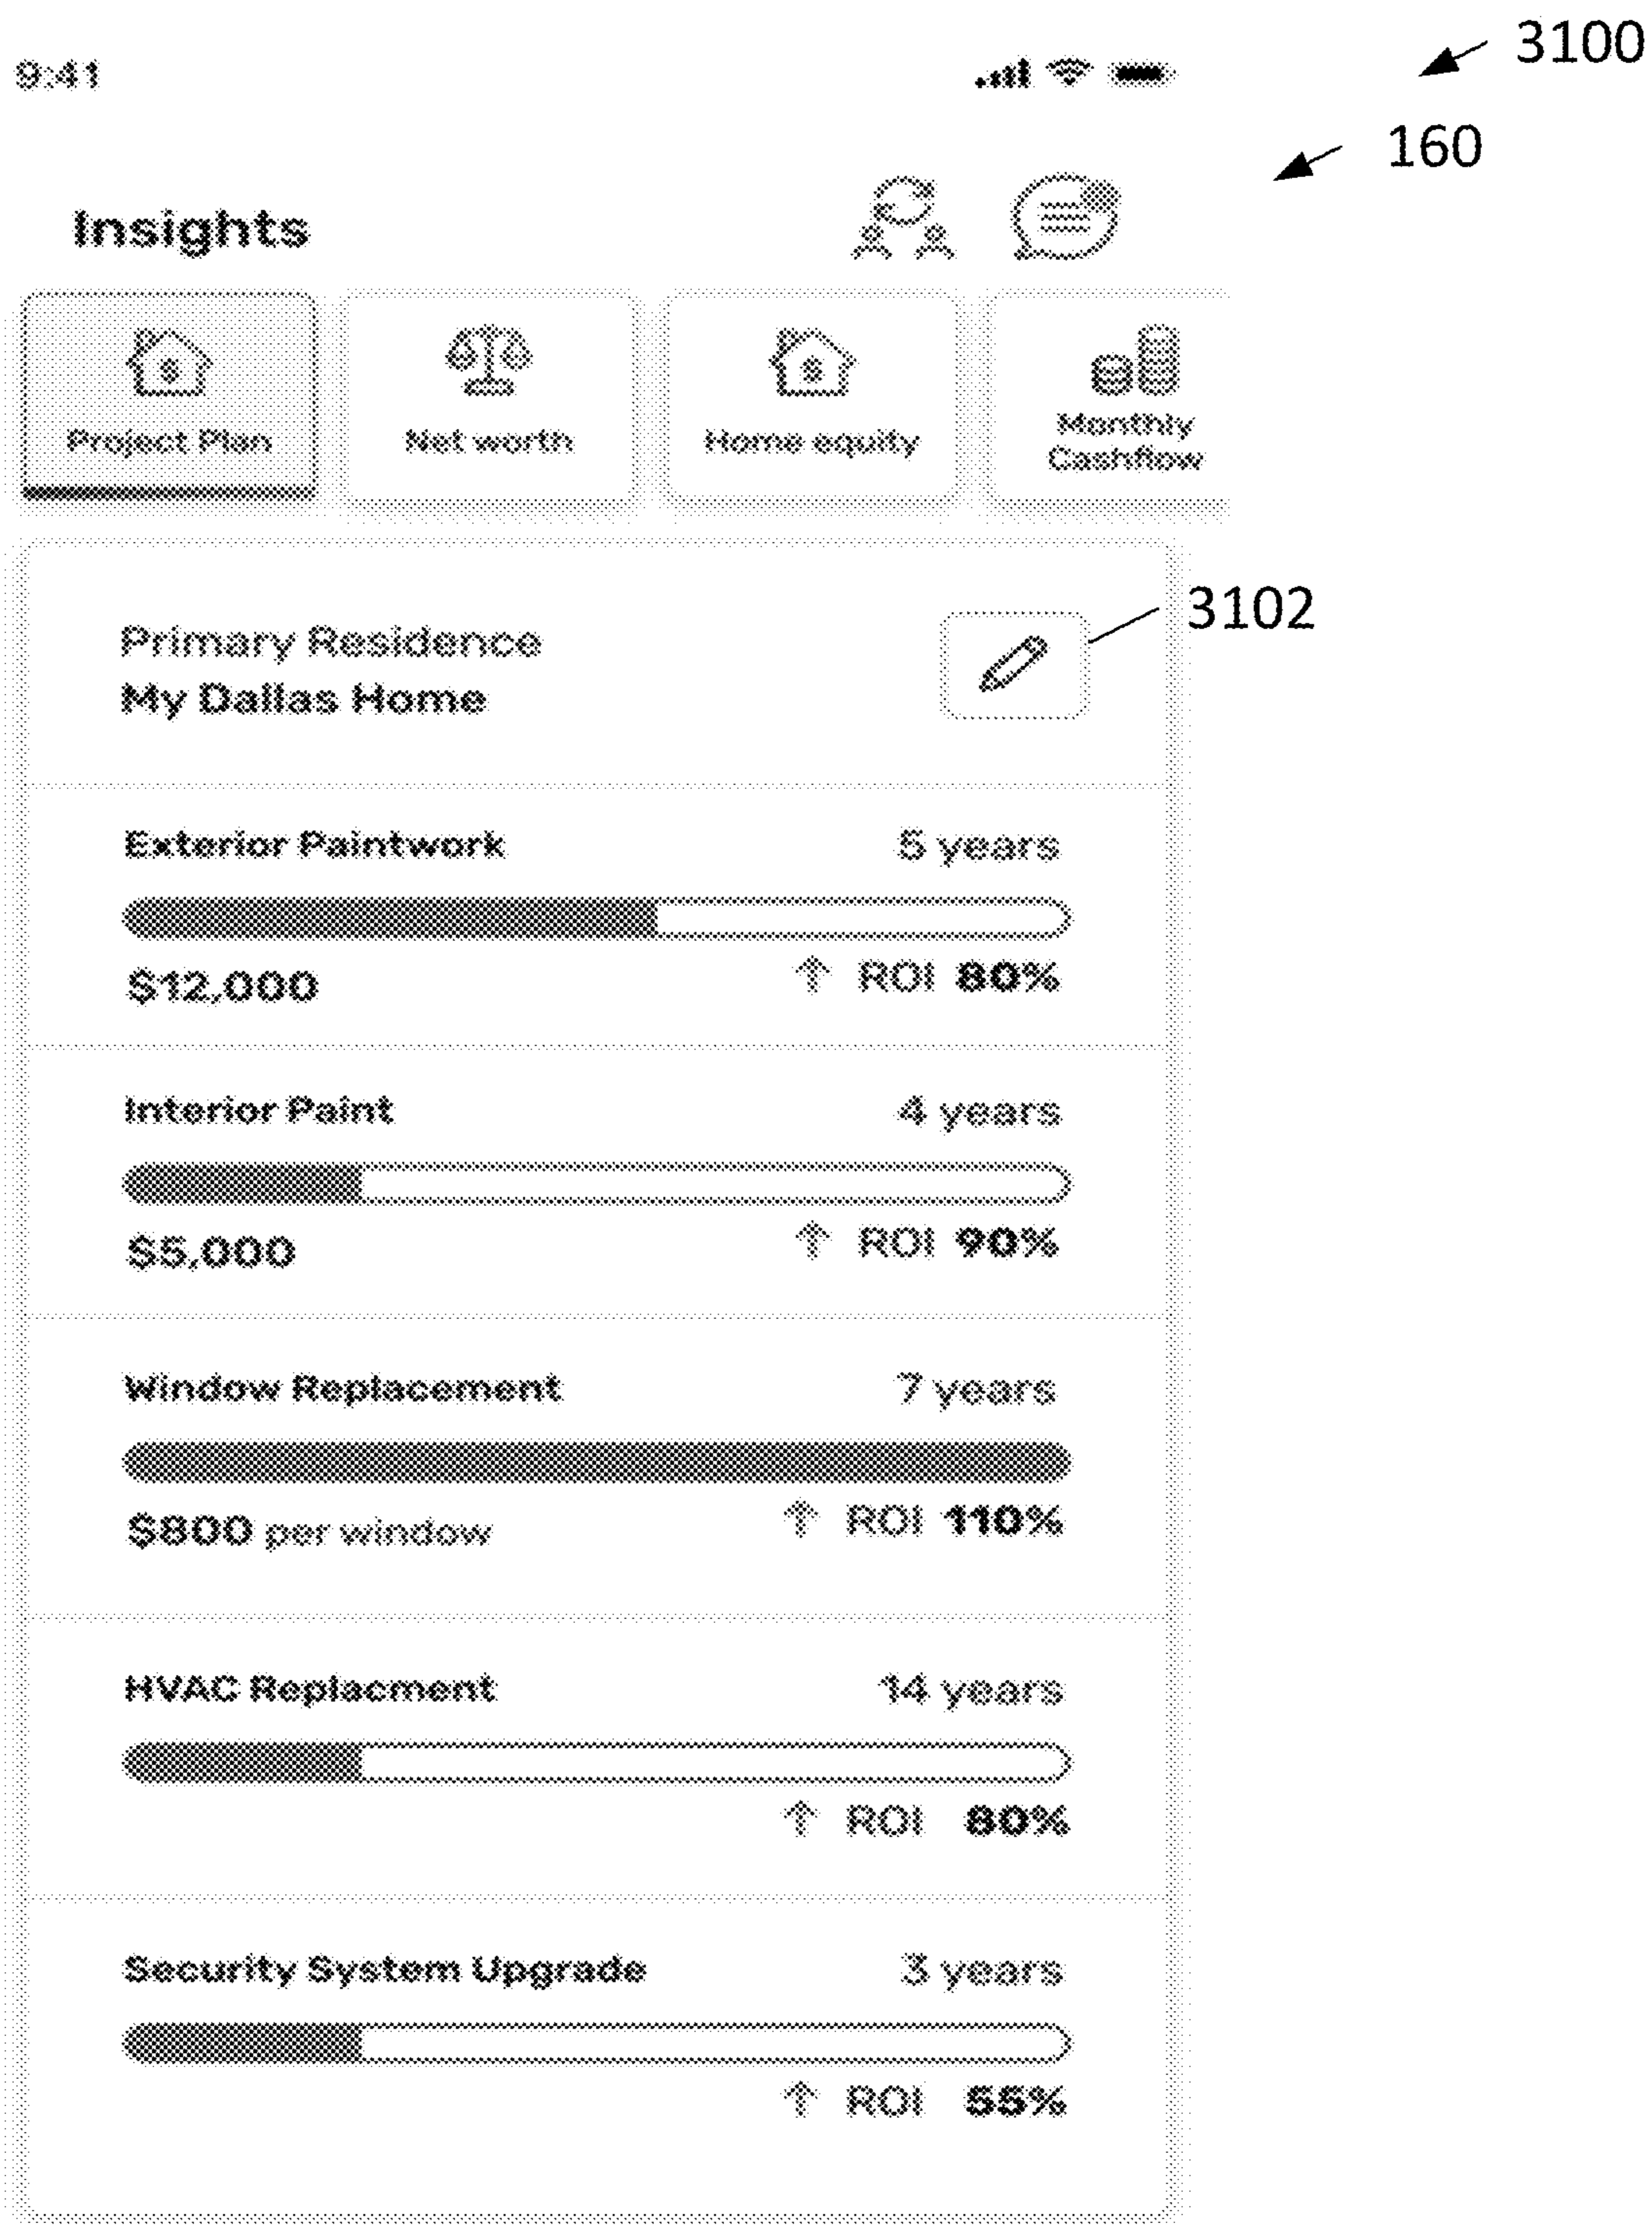 3100
9:41
160
Insights
Project Plan
Net worth
Home equity
Monthly
Cashflow
3102
Primary Residence
My Dallas Home
Exterior Paintwork 5 years
$12,000 ↑ ROI 80%
Interior Paint 4 years
$5,000 ↑ ROI 90%
Window Replacement 7 years
$800 per window ↑ ROI 110%
HVAC Replacment 14 years
↑ ROI 80%
Security System Upgrade 3 years
↑ ROI 55%